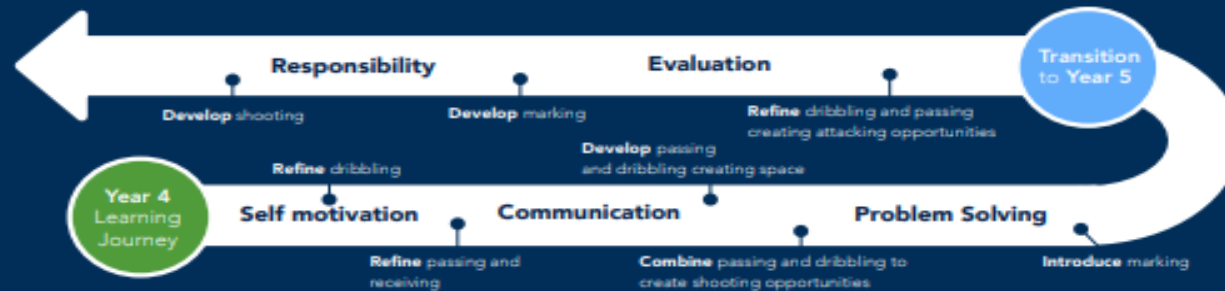 Responsibility
Evaluation
Transition
to Year 5
Develop shooting
Develop marking
Refine dribbling and passing
creating attacking opportunities
Develop passing
and dribbling creating space
Refine dribbling
Year 4
Learning
Journey
Self motivation
Communication
Problem Solving
Refine passing and
receiving
Combine passing and dribbling to
create shooting opportunities
Introduce marking